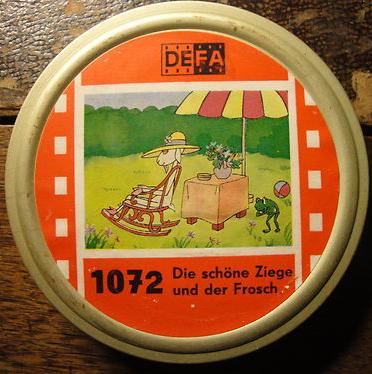 DEFA
1072 Die schöne Ziege
und der Frosch